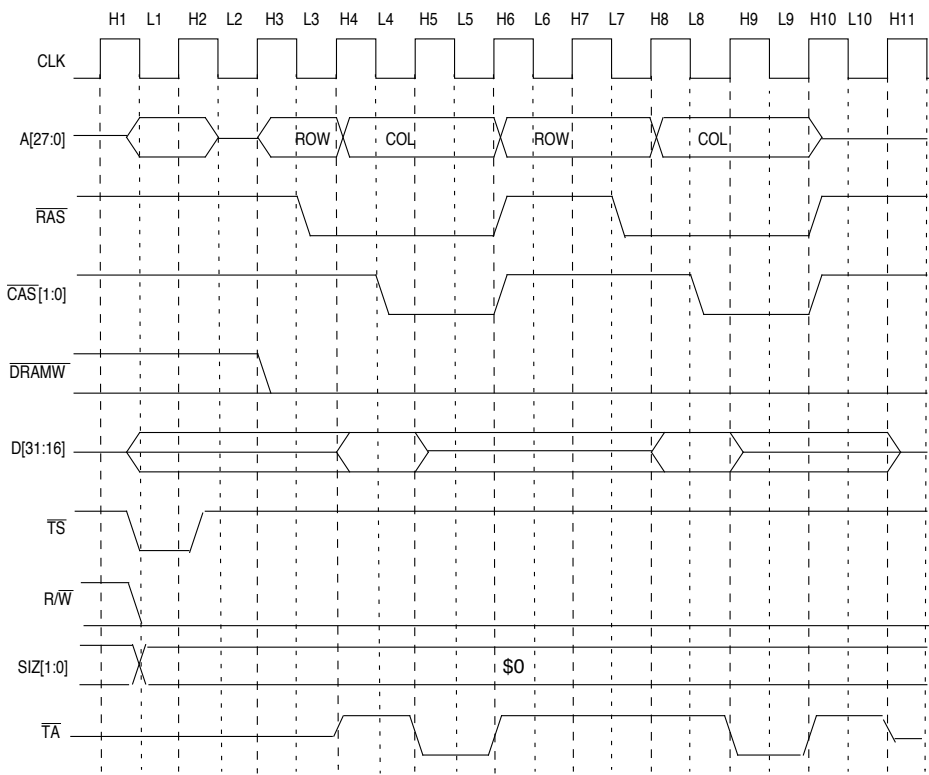 H1 L1 H2 L2 H3 L3 H4 L4 H5 L5 H6 L6 H7 L7 H8 L8 H9 L9 H10 L10 H11
CLK
A[27:0] ROW COL ROW COL
RAS
CAS[1:0]
DRAMW
D[31:16]
TS
R/W
SIZ[1:0] $0
TA